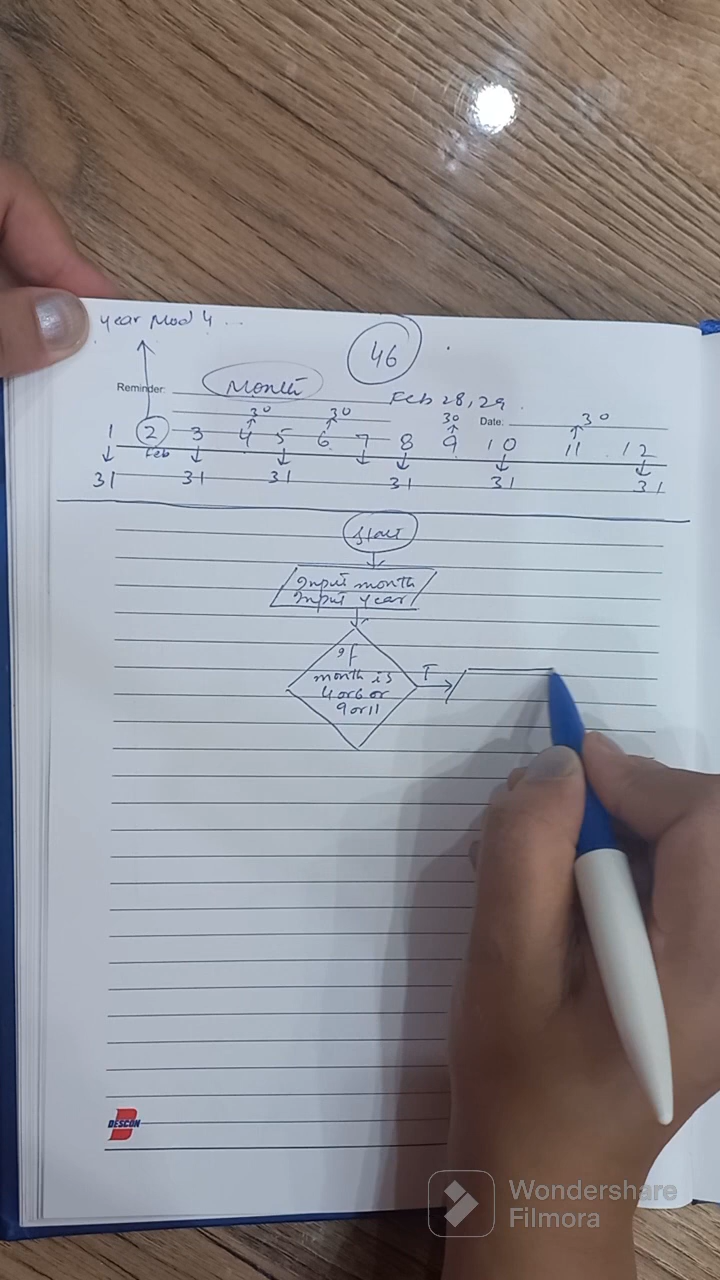 year Mod 4 ...
46
Reminder: Month Feb 28, 29
Date:
30 30 30 30
1 2 3 4 5 6 7 8 9 10 11 12
Feb
31 31 31 31 31 31
Start
Input month
Input year
If
month is
4 or 6 or
9 or 11
T
DESCON
Wondershare
Filmora